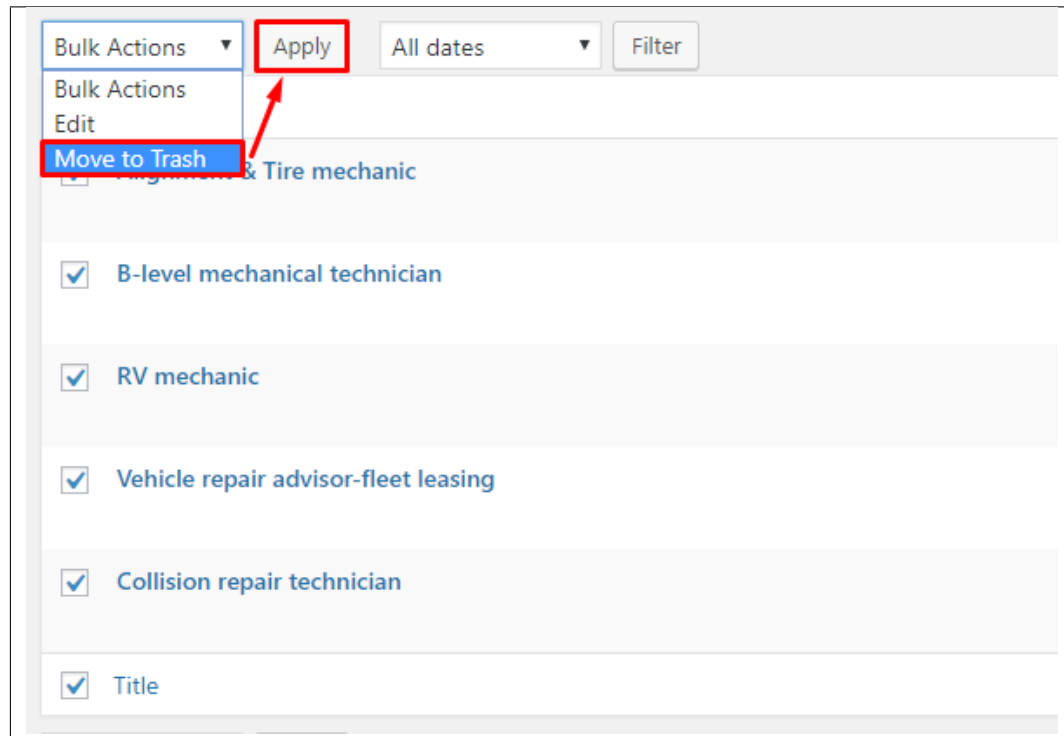 Bulk Actions Apply All dates Filter
Bulk Actions
Edit
Move to Trash
& Tire mechanic
B-level mechanical technician
RV mechanic
Vehicle repair advisor-fleet leasing
Collision repair technician
Title